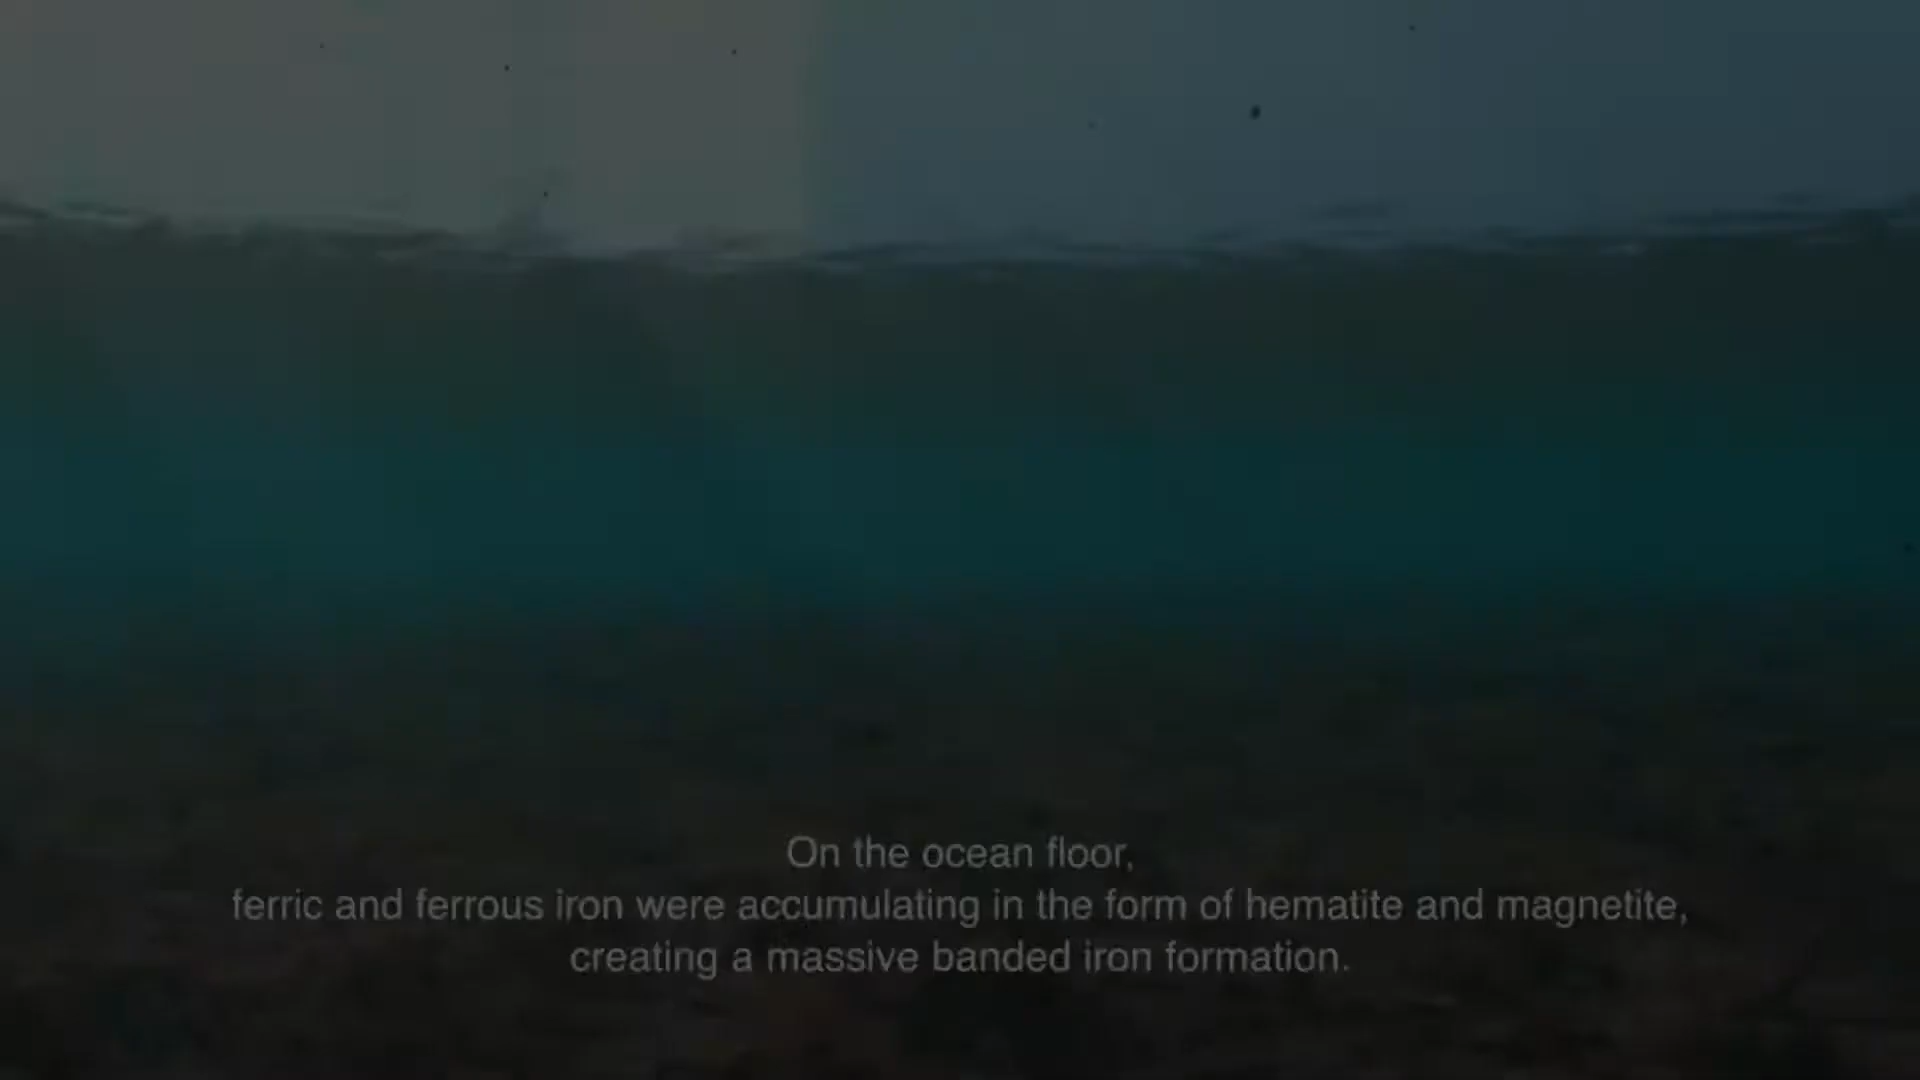 On the ocean floor,
ferric and ferrous iron were accumulating in the form of hematite and magnetite,
creating a massive banded iron formation.